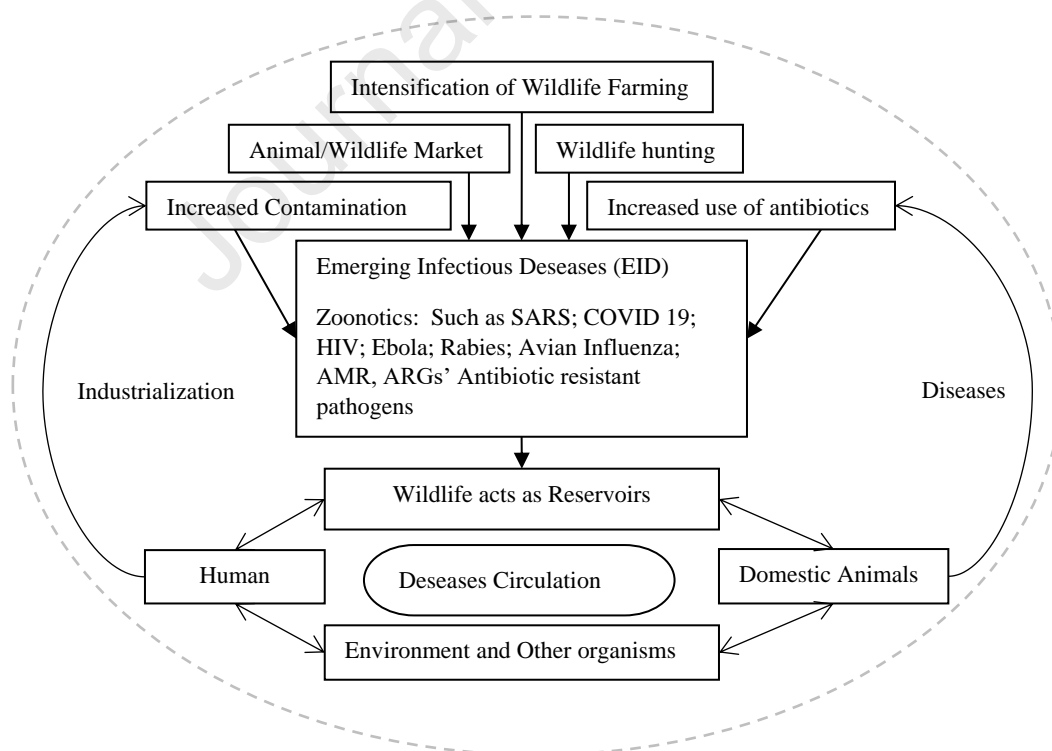 Journal
Intensification of Wildlife Farming
Animal/Wildlife Market
Wildlife hunting
Increased Contamination
Increased use of antibiotics
Emerging Infectious Deseases (EID)
Zoonotics: Such as SARS; COVID 19;
HIV; Ebola; Rabies; Avian Influenza;
AMR, ARGs’ Antibiotic resistant
pathogens
Industrialization
Diseases
Wildlife acts as Reservoirs
Human
Deseases Circulation
Domestic Animals
Environment and Other organisms